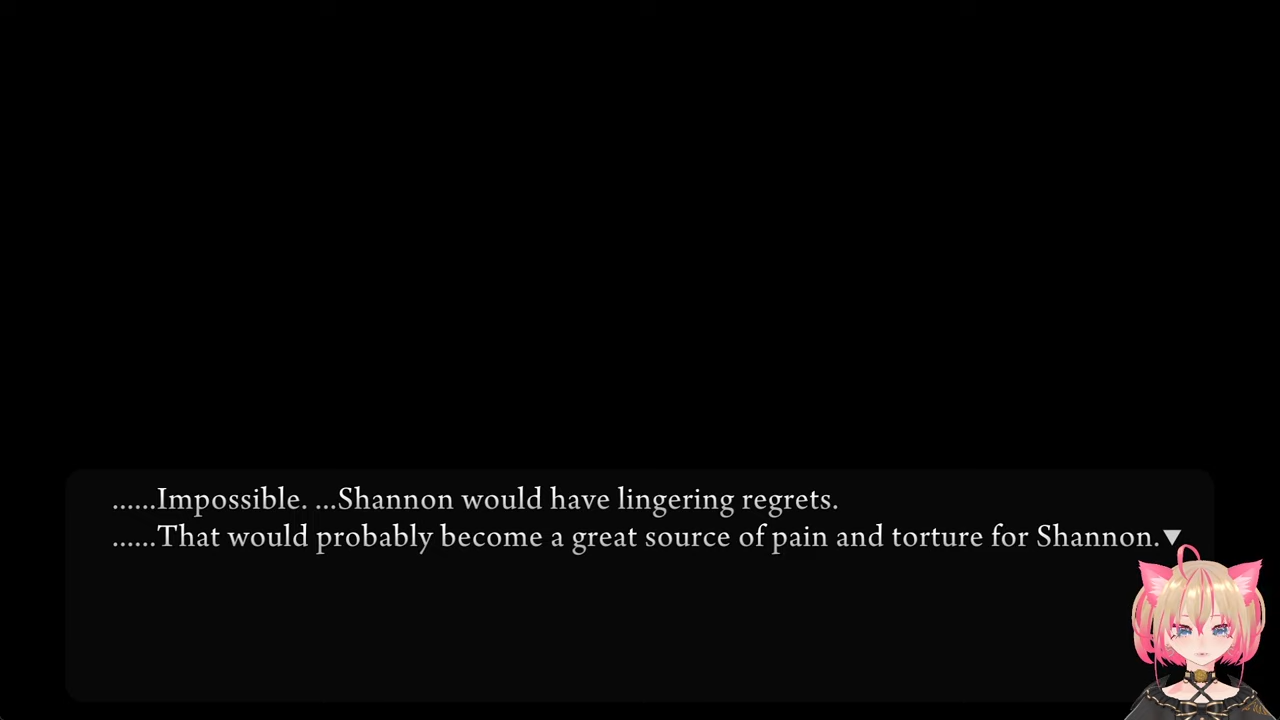 ......Impossible. ...Shannon would have lingering regrets.
......That would probably become a great source of pain and torture for Shannon.▼